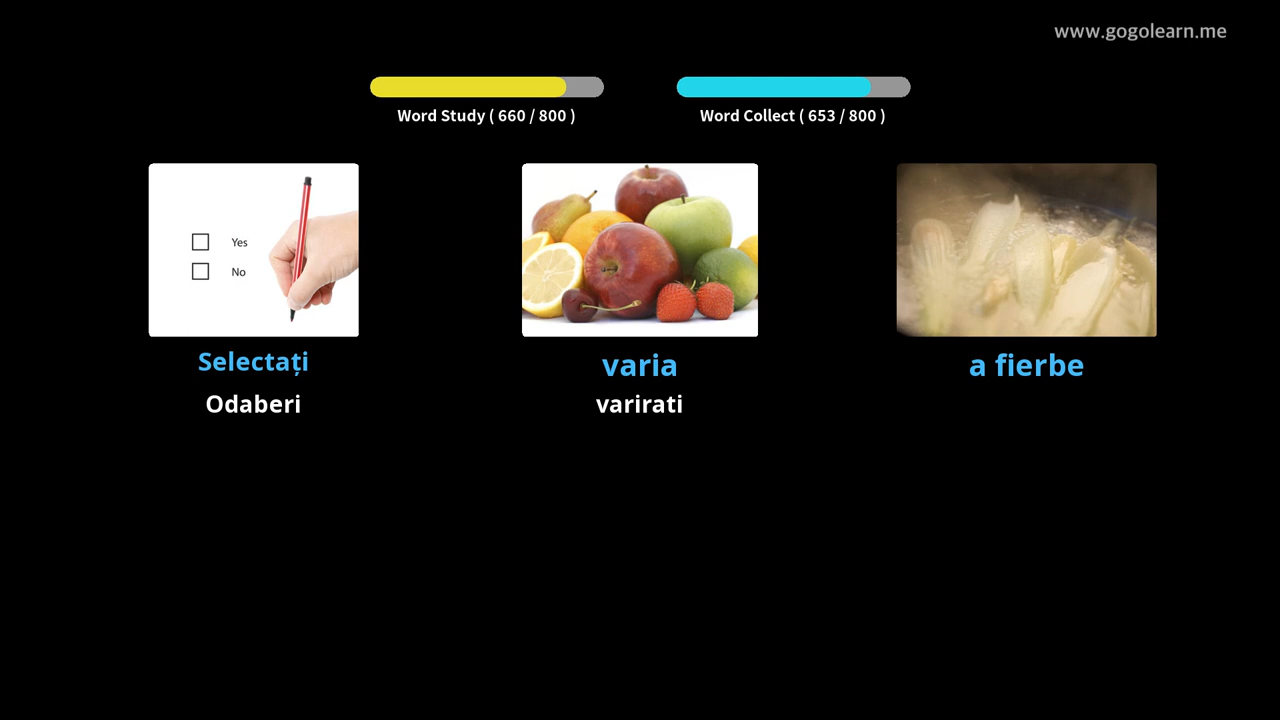 www.gogolearn.me
Word Study ( 660 / 800 )
Word Collect ( 653 / 800 )
Yes
No
Selectați
varia
a fierbe
Odaberi
varirati